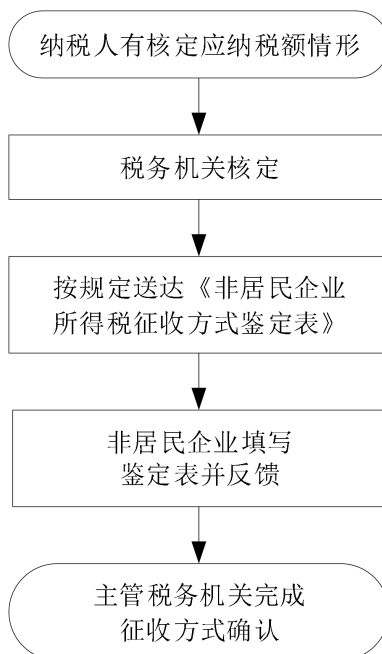 纳税人有核定应纳税额情形
税务机关核定
按规定送达《非居民企业
所得税征收方式鉴定表》
非居民企业填写
鉴定表并反馈
主管税务机关完成
征收方式确认